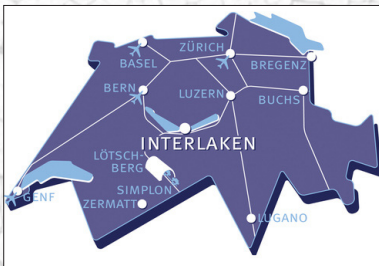 ZÜRICH
BASEL
BREGENZ
BERN
LUZERN
BUCHS
INTERLAKEN
LÖTSCH-
BERG
SIMPLON
GENF
ZERMATT
LUGANO